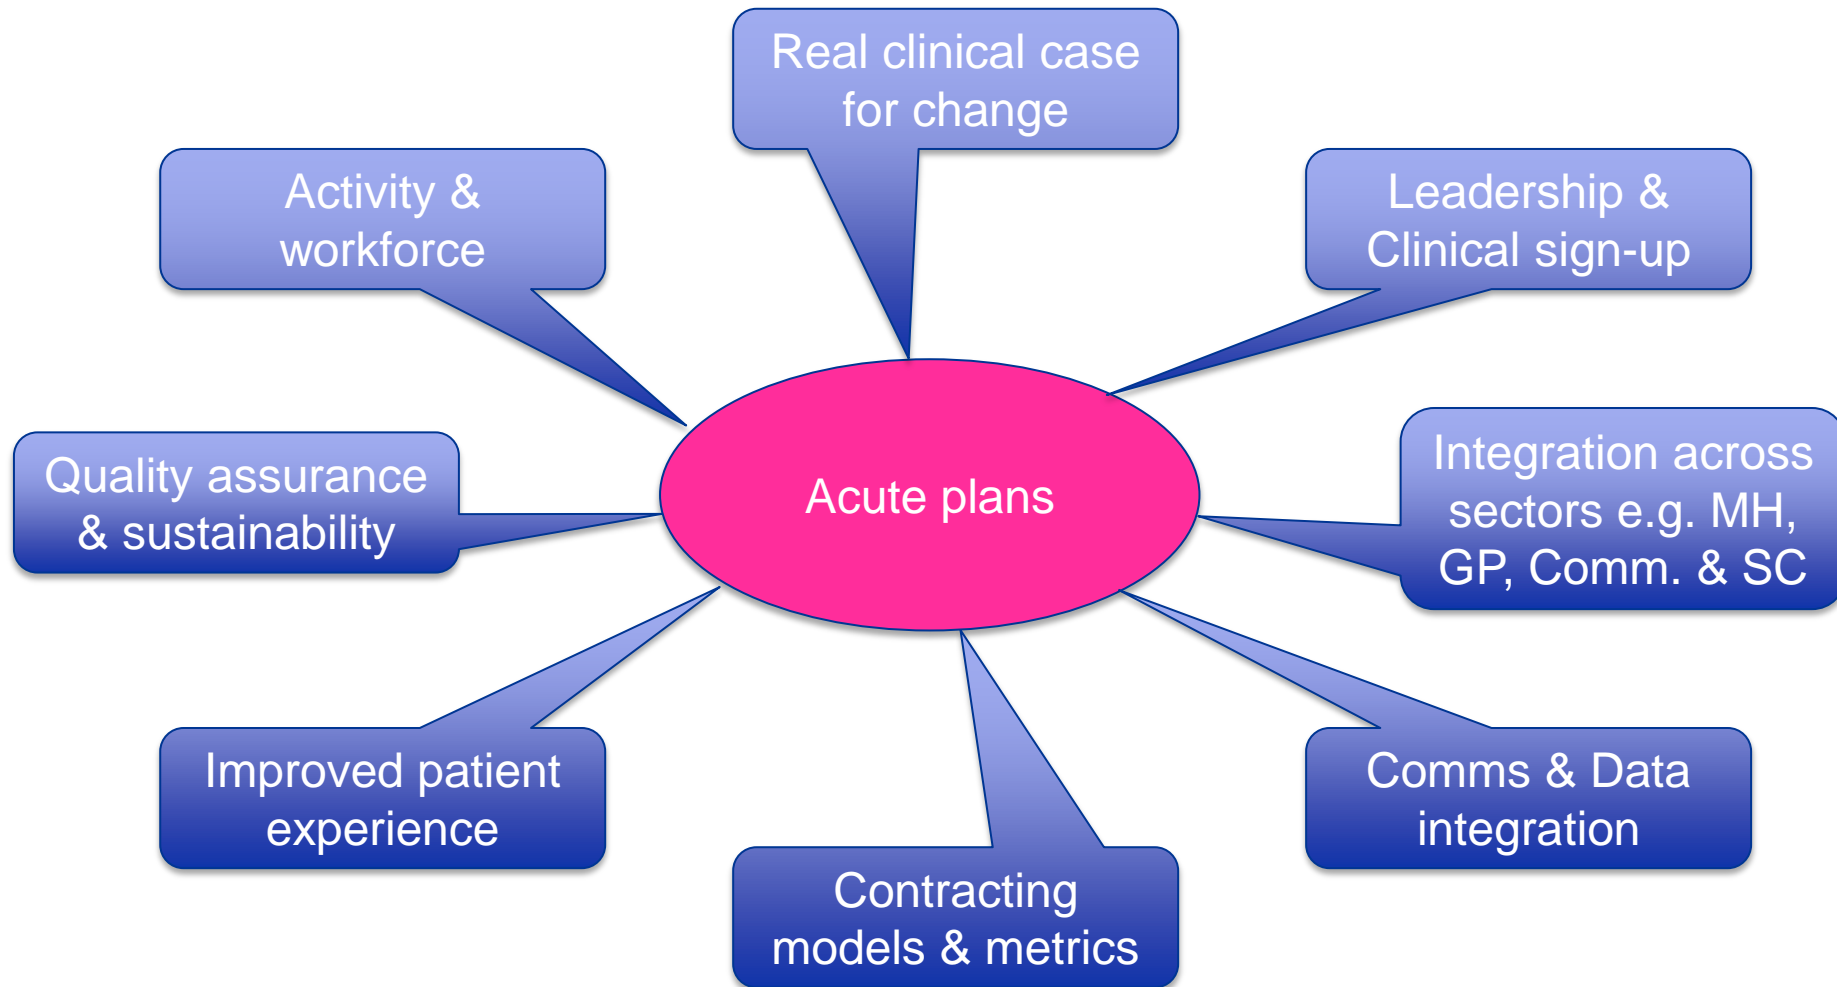 Real clinical case
for change
Activity &
workforce
Leadership &
Clinical sign-up
Quality assurance
& sustainability
Acute plans
Integration across
sectors e.g. MH,
GP, Comm. & SC
Improved patient
experience
Comms & Data
integration
Contracting
models & metrics